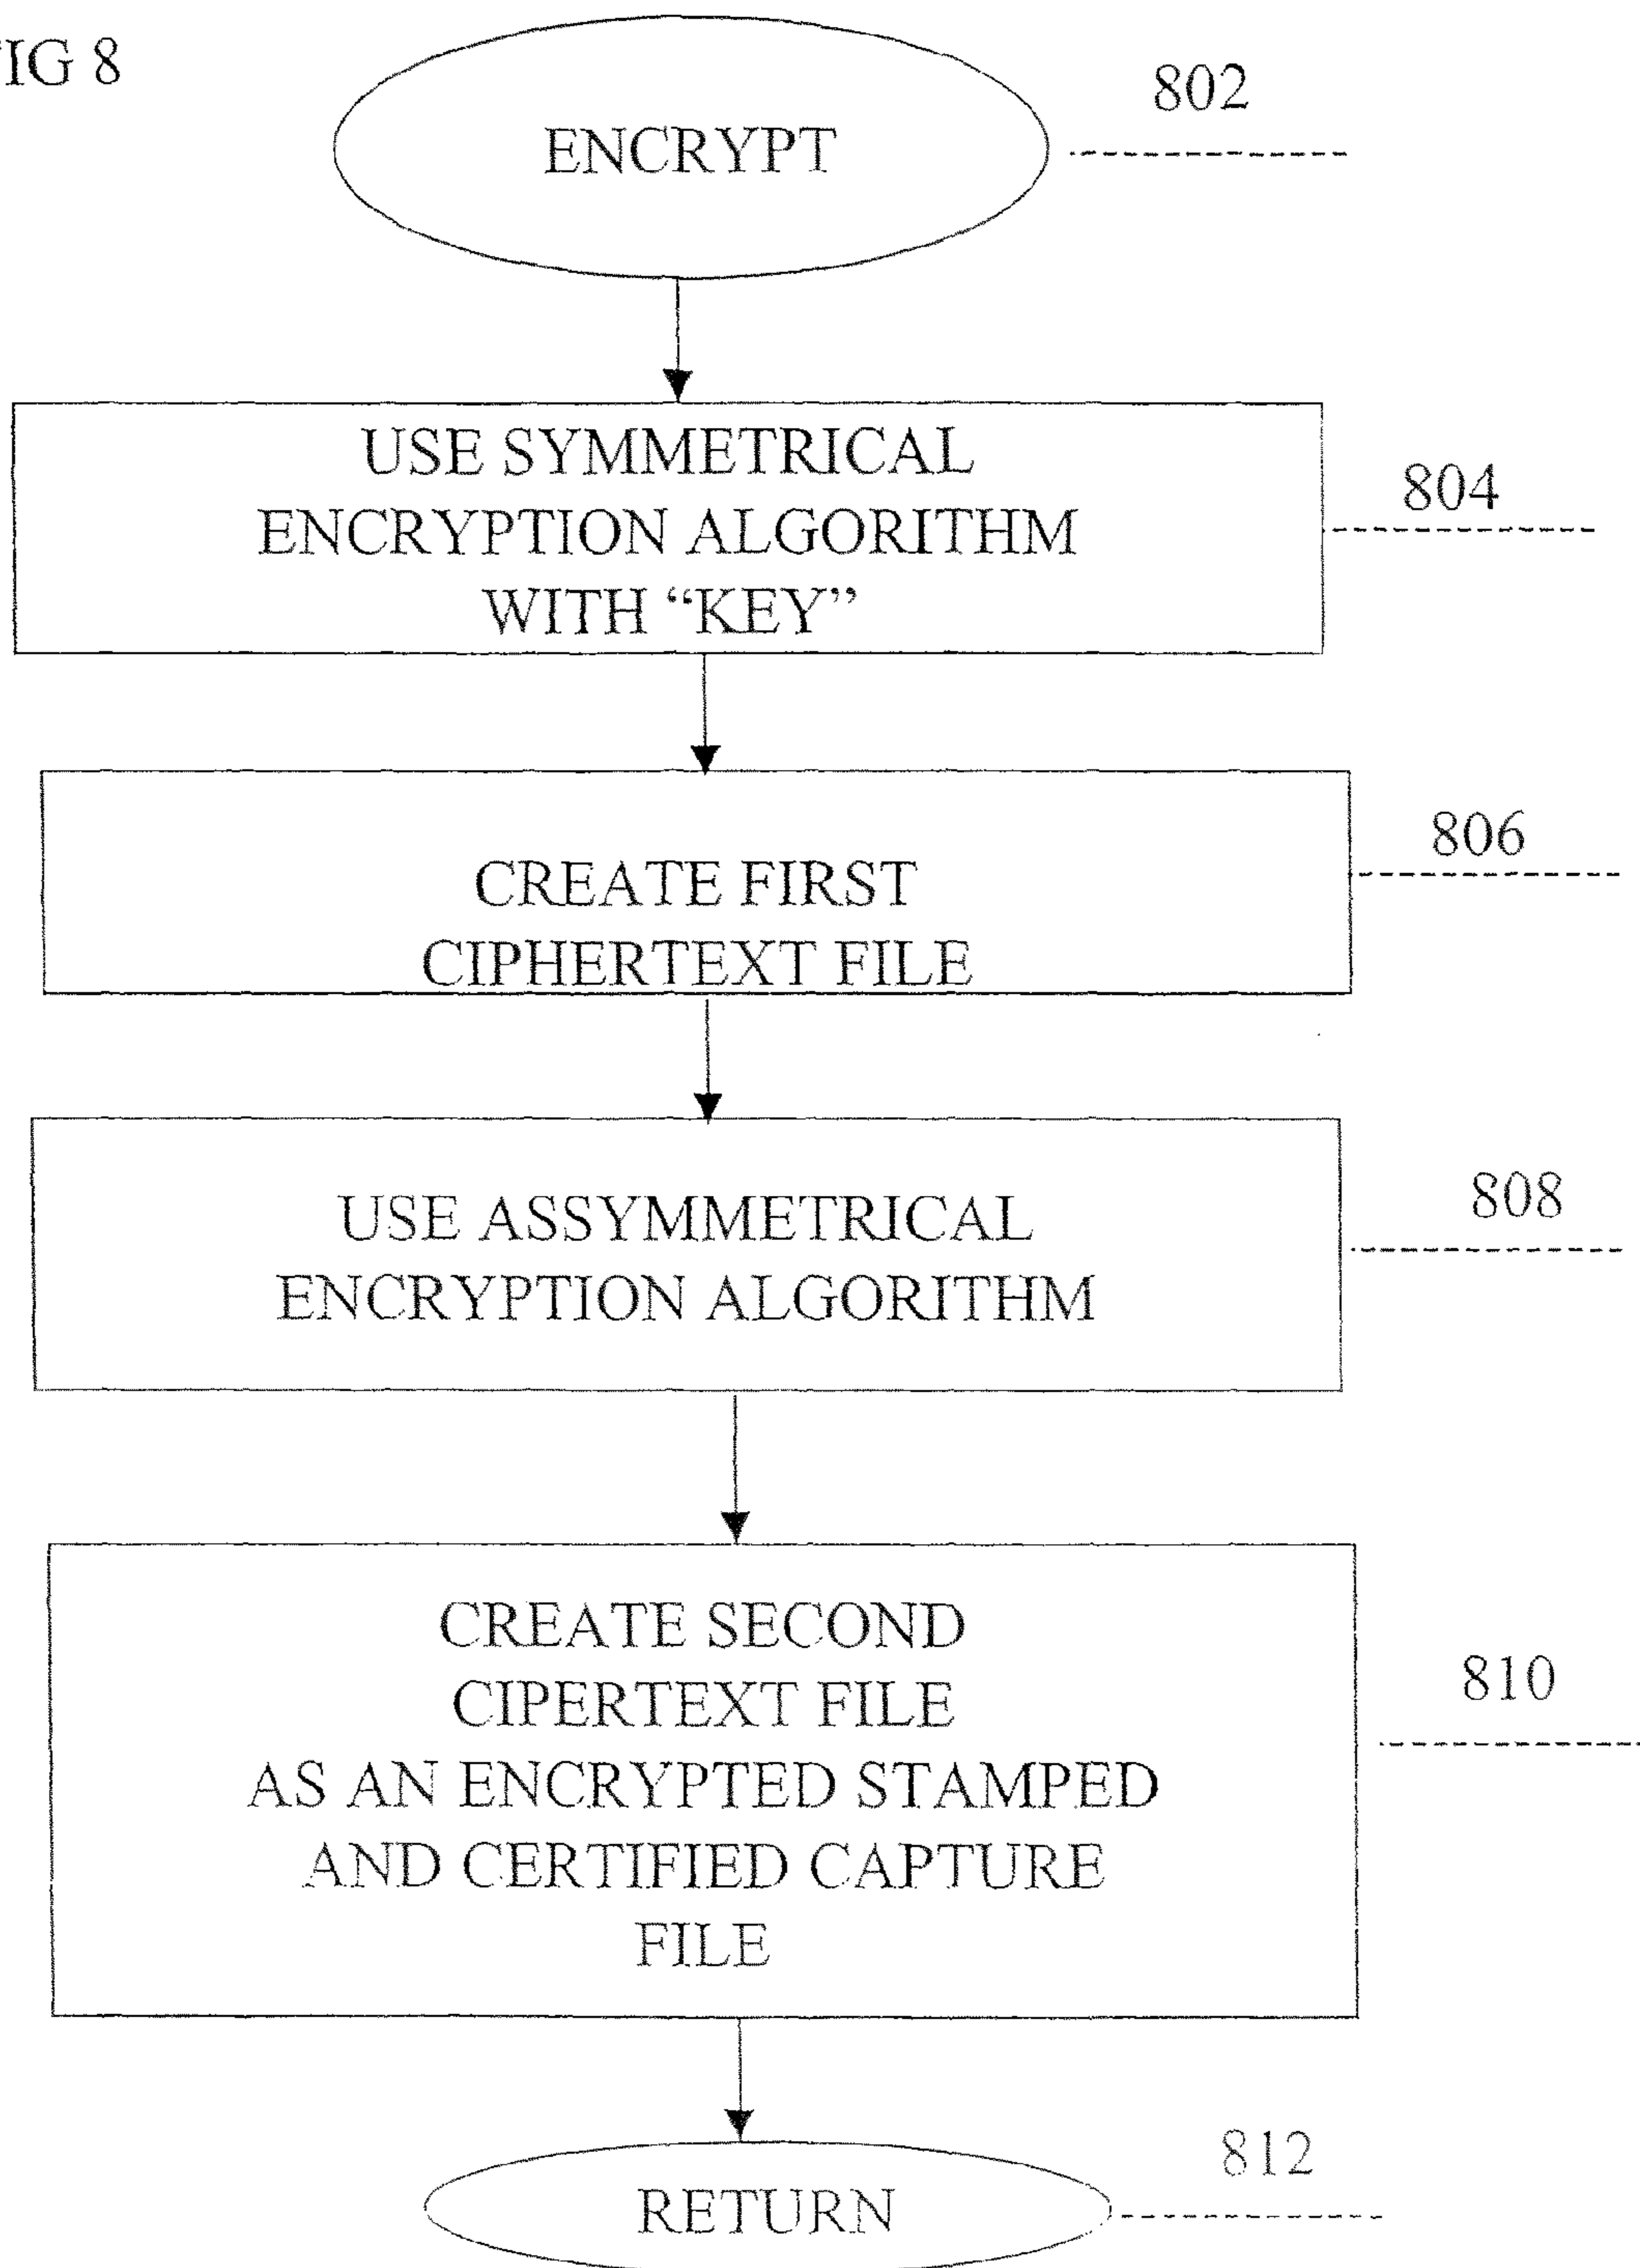 IG 8
802
ENCRYPT
USE SYMMETRICAL
ENCRYPTION ALGORITHM
WITH “KEY”
804
CREATE FIRST
CIPHERTEXT FILE
806
USE ASSYMMETRICAL
ENCRYPTION ALGORITHM
808
CREATE SECOND
CIPERTEXT FILE
AS AN ENCRYPTED STAMPED
AND CERTIFIED CAPTURE
FILE
810
RETURN
812